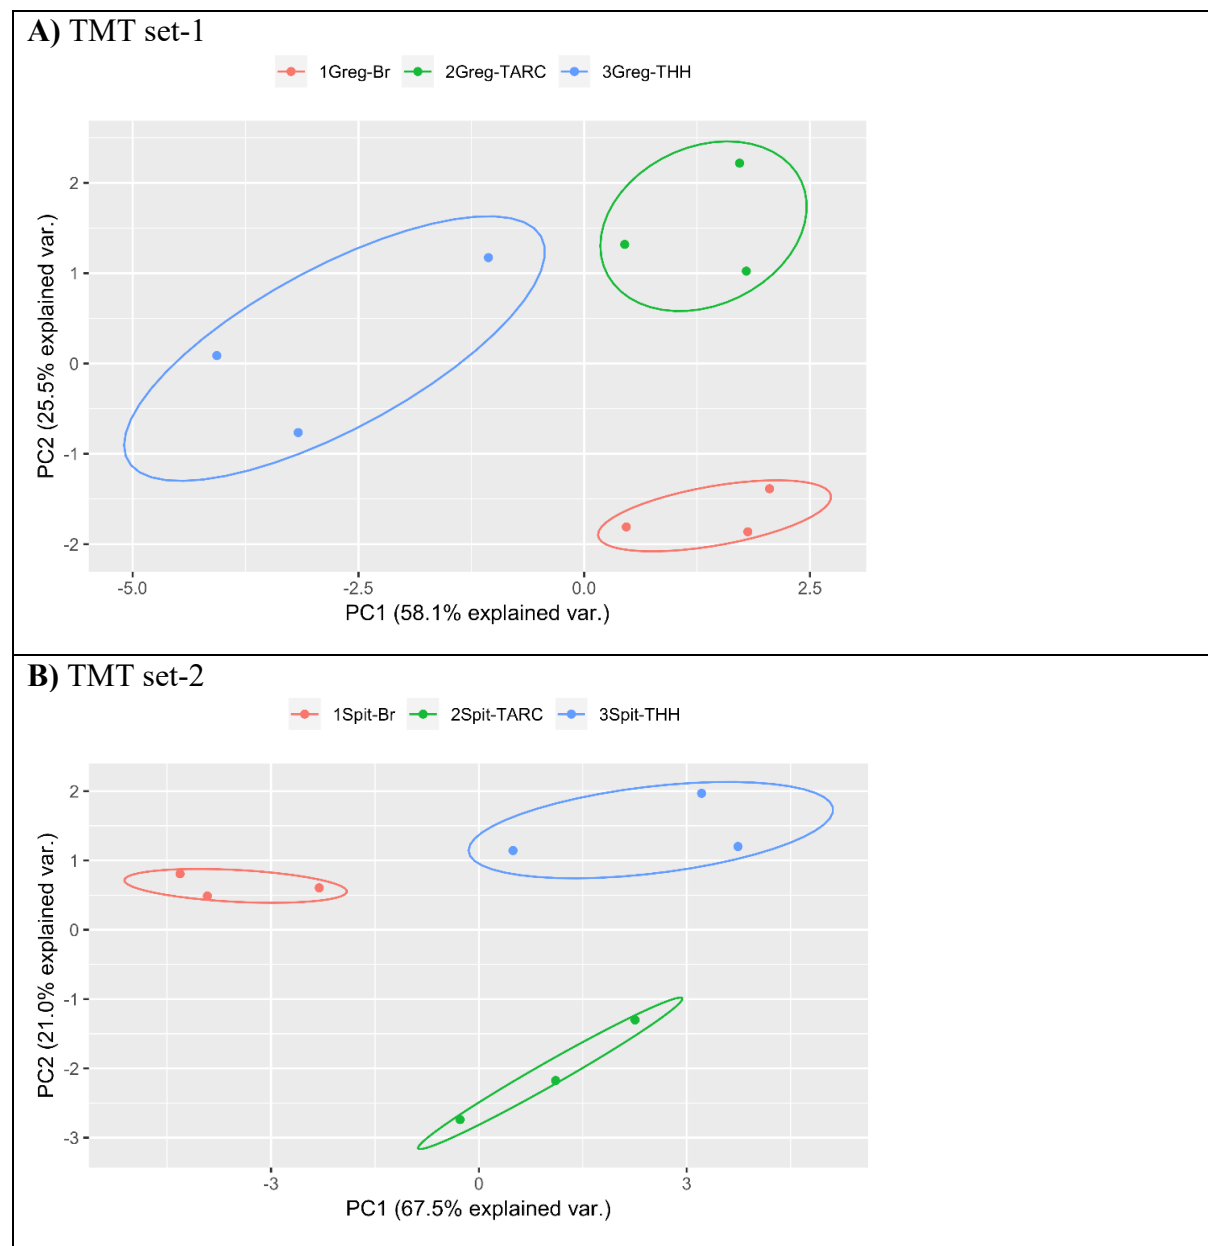 A) TMT set-1
1Greg-Br 2Greg-TARC 3Greg-THH
PC2 (25.5% explained var.)
2
1
0
-1
-2
-5.0 -2.5 0.0 2.5
PC1 (58.1% explained var.)
B) TMT set-2
1Spit-Br 2Spit-TARC 3Spit-THH
PC2 (21.0% explained var.)
2
1
0
-1
-2
-3
-3 0 3
PC1 (67.5% explained var.)